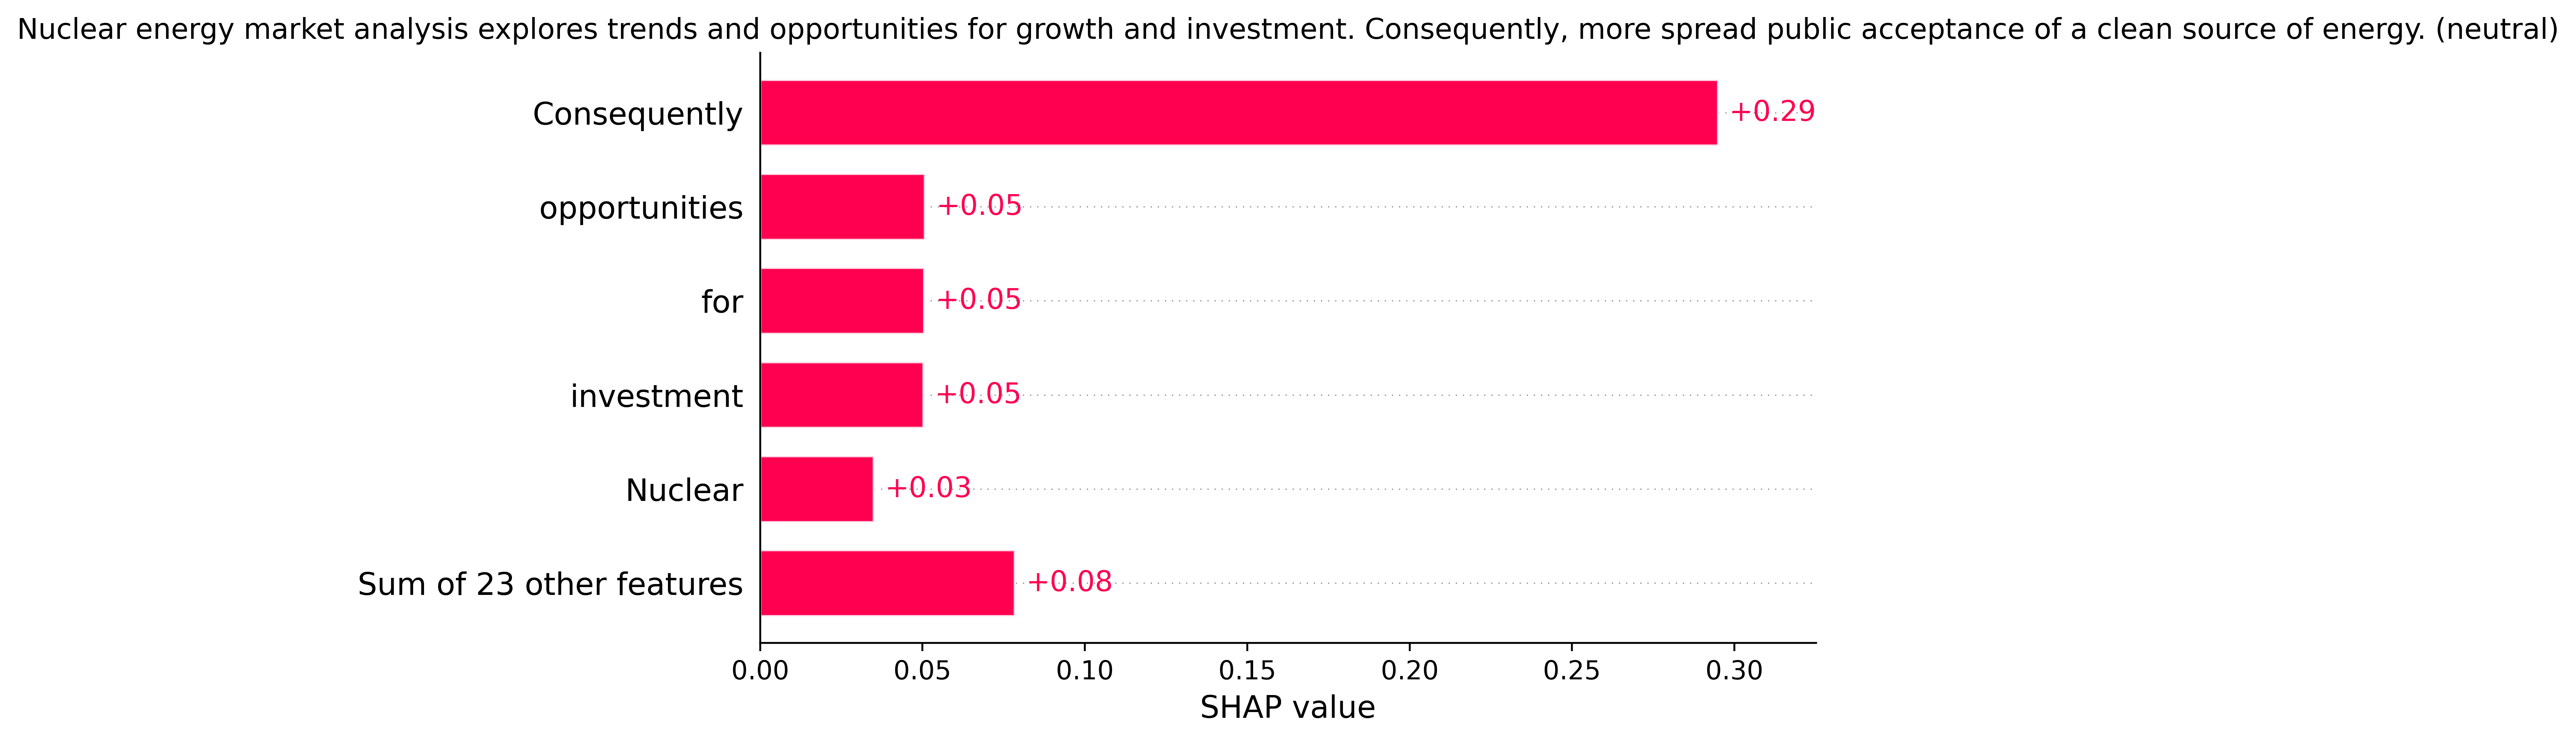 Nuclear energy market analysis explores trends and opportunities for growth and investment. Consequently, more spread public acceptance of a clean source of energy. (neutral)
Consequently
+0.29
opportunities
+0.05
for
+0.05
investment
+0.05
Nuclear
+0.03
Sum of 23 other features
+0.08
0.00 0.05 0.10 0.15 0.20 0.25 0.30
SHAP value